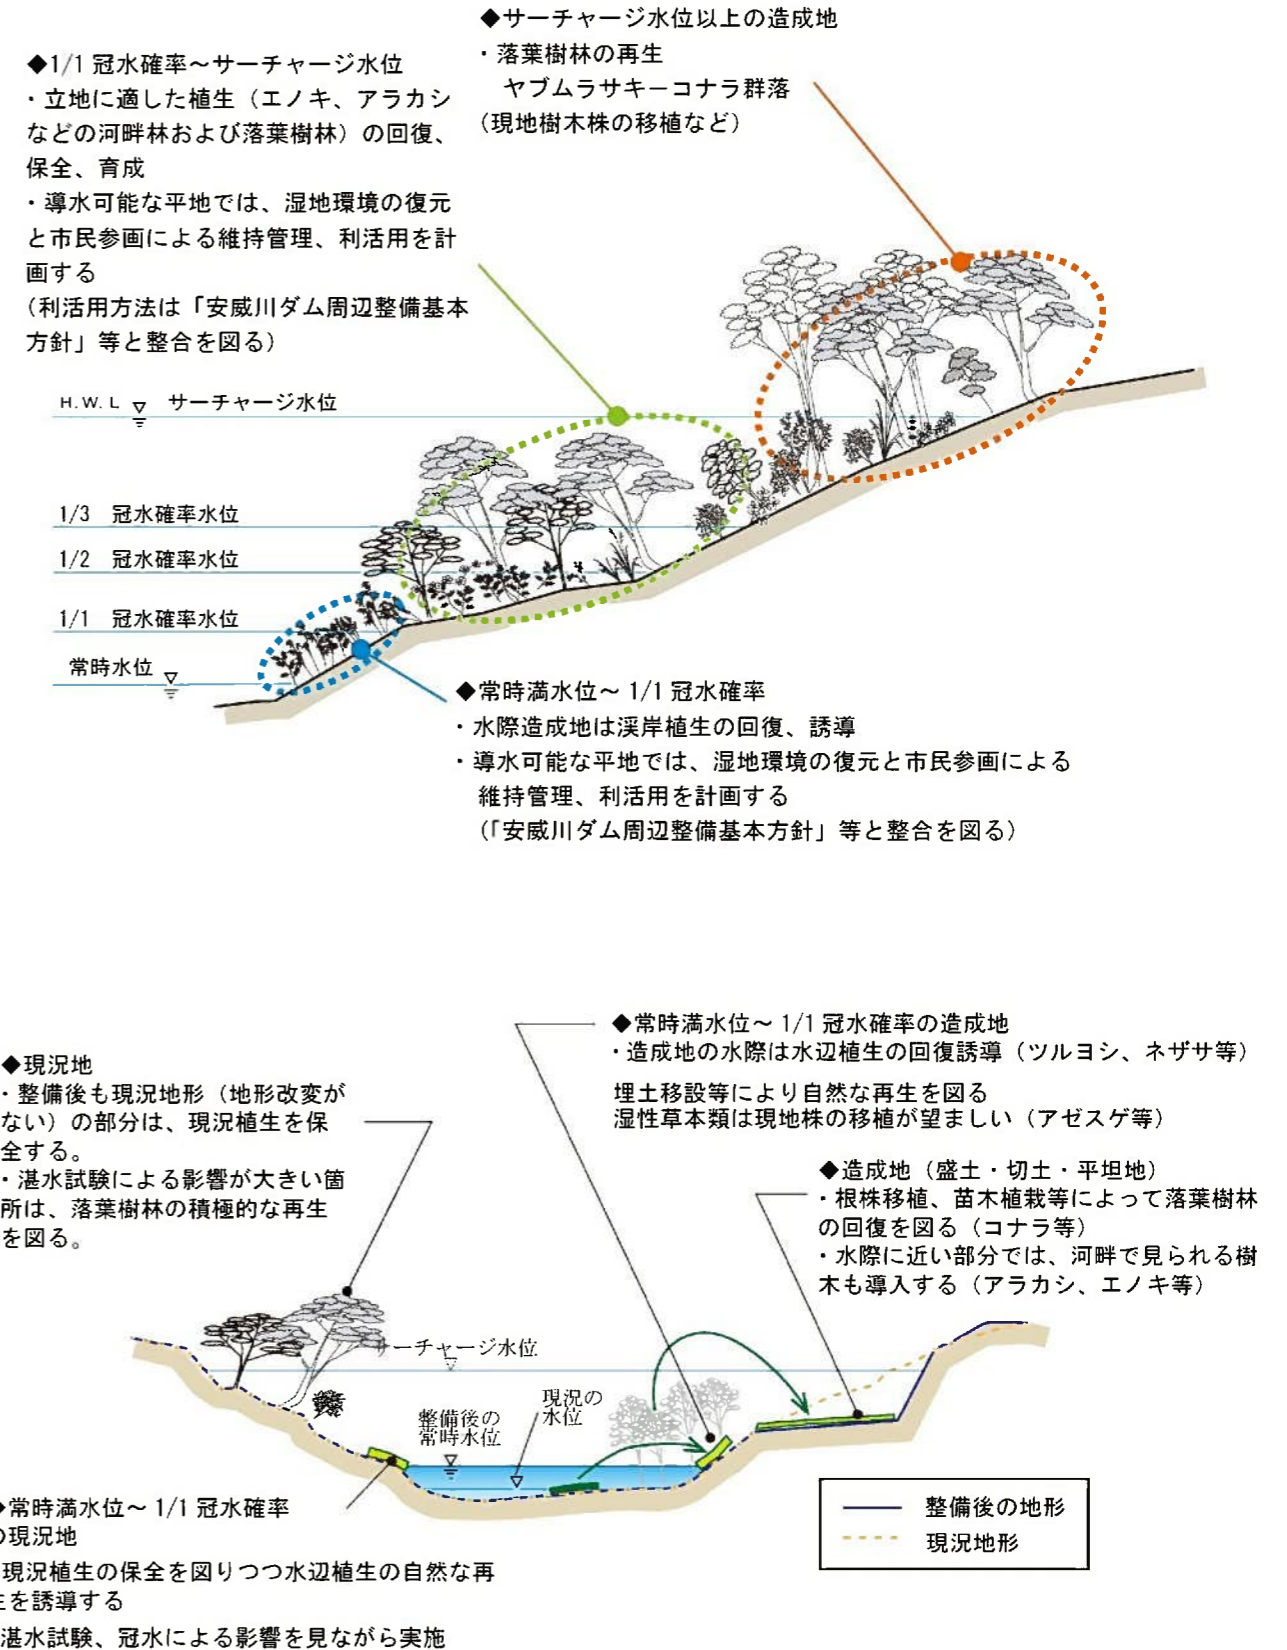 ◆サーチャージ水位以上の造成地
・落葉樹林の再生
ヤブムラサキーコナラ群落
（現地樹木株の移植など）
◆1/1 冠水確率～サーチャージ水位
・立地に適した植生（エノキ、アラカシ
などの河畔林および落葉樹林）の回復、
保全、育成
・導水可能な平地では、湿地環境の復元
と市民参画による維持管理、利活用を計
画する
（利活用方法は「安威川ダム周辺整備基本
方針」等と整合を図る）
H.W.L サーチャージ水位
1/3 冠水確率水位
1/2 冠水確率水位
1/1 冠水確率水位
常時水位
◆常時満水位～ 1/1 冠水確率
・水際造成地は渓岸植生の回復、誘導
・導水可能な平地では、湿地環境の復元と市民参画による
維持管理、利活用を計画する
（「安威川ダム周辺整備基本方針」等と整合を図る）
◆常時満水位～ 1/1 冠水確率の造成地
・造成地の水際は水辺植生の回復誘導（ツルヨシ、ネザサ等）
埋土移設等により自然な再生を図る
湿性草本類は現地株の移植が望ましい（アゼスゲ等）
◆現況地
・整備後も現況地形（地形改変が
ない）の部分は、現況植生を保
全する。
・湛水試験による影響が大きい箇
所は、落葉樹林の積極的な再生
を図る。
◆造成地（盛土・切土・平坦地）
・根株移植、苗木植栽等によって落葉樹林
の回復を図る（コナラ等）
・水際に近い部分では、河畔で見られる樹
木も導入する（アラカシ、エノキ等）
ーチャージ水位
現況の
水位
整備後の
常時水位
◆常時満水位～ 1/1 冠水確率
の現況地
現況植生の保全を図りつつ水辺植生の自然な再
生を誘導する
湛水試験、冠水による影響を見ながら実施
整備後の地形
現況地形